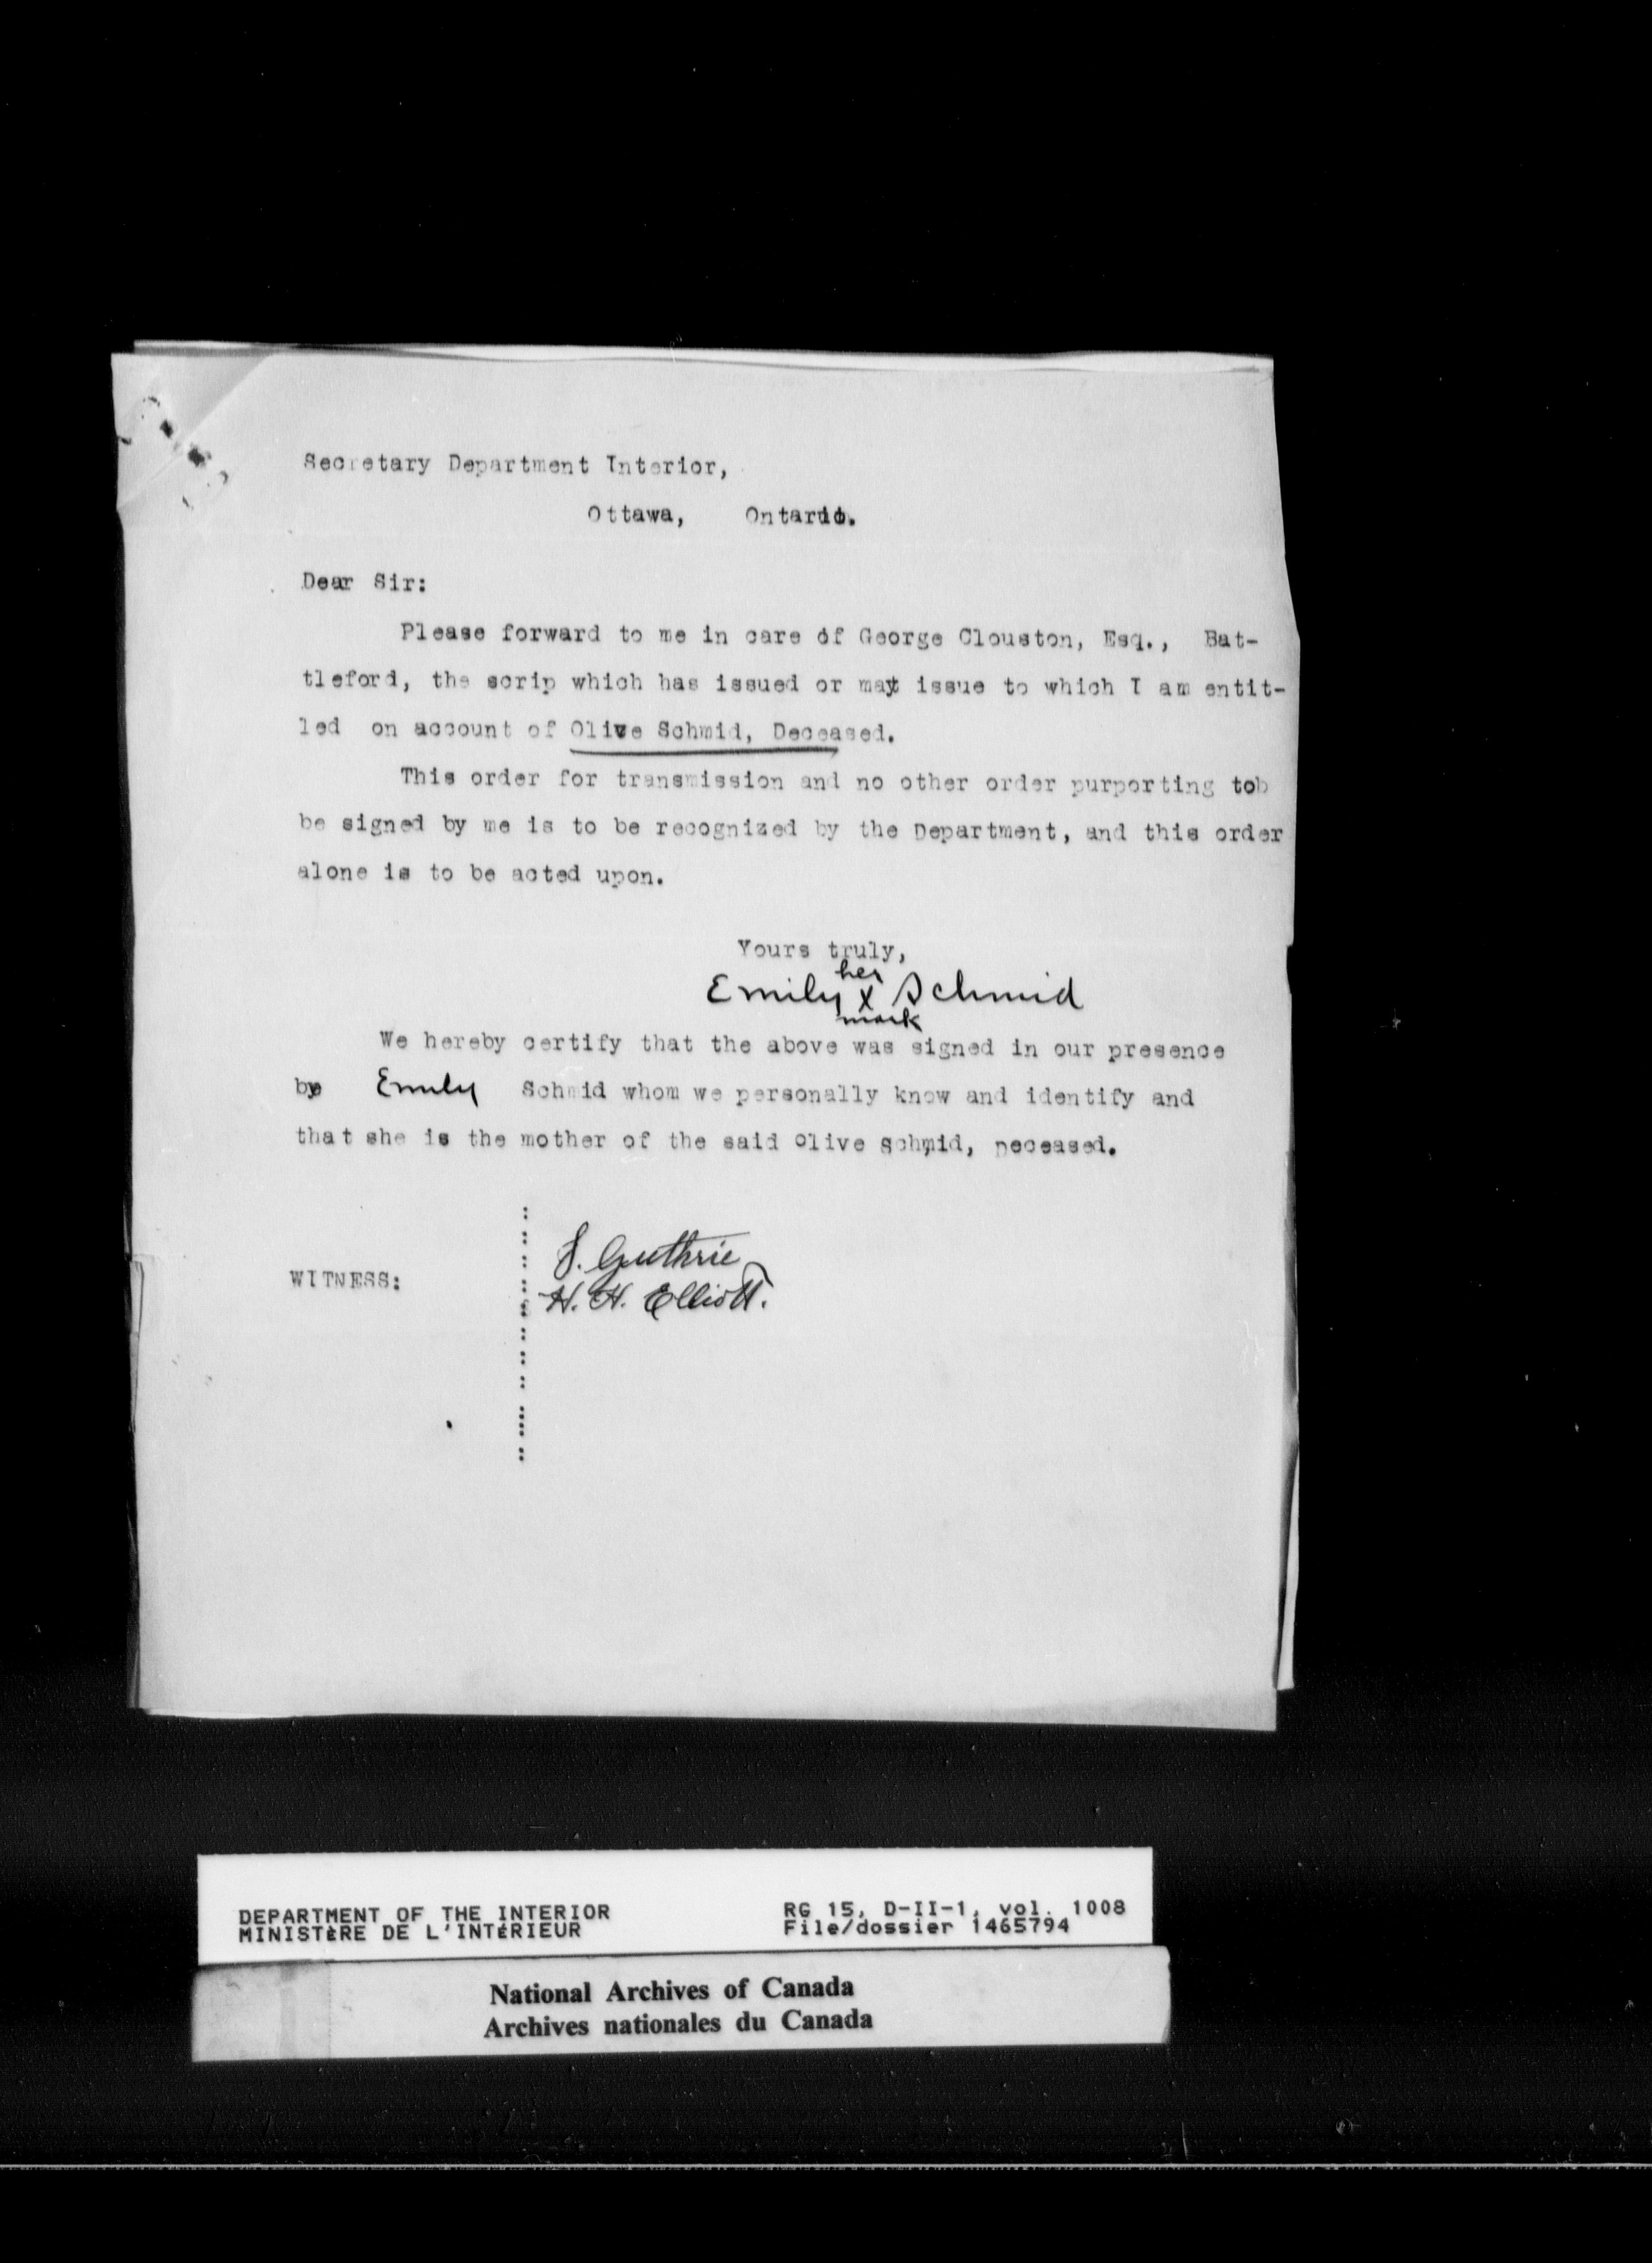 Secretary Department Interior,
Ottawa, Ontario.
Dear Sir:
Please forward to me in care of George Clouston, Esq., Bat-
tleford, the scrip which has issued or may issue to which I am entit-
led on account of Olive Schmid, Deceased.
This order for transmission and no other order purporting tob
be signed by me is to be recognized by the Department, and this order
alone is to be acted upon.
Yours truly,
her
Emily x Schmid
mark
We hereby certify that the above was signed in our presence
by Emily Schmid whom we personally know and identify and
that she is the mother of the said Olive Schmid, Deceased.
WITNESS:
J. Guthrie
H. H. Elliott.
DEPARTMENT OF THE INTERIOR RG 15, D-II-1, vol. 1008
MINISTÈRE DE L'INTÉRIEUR File/dossier 1465794
National Archives of Canada
Archives nationales du Canada